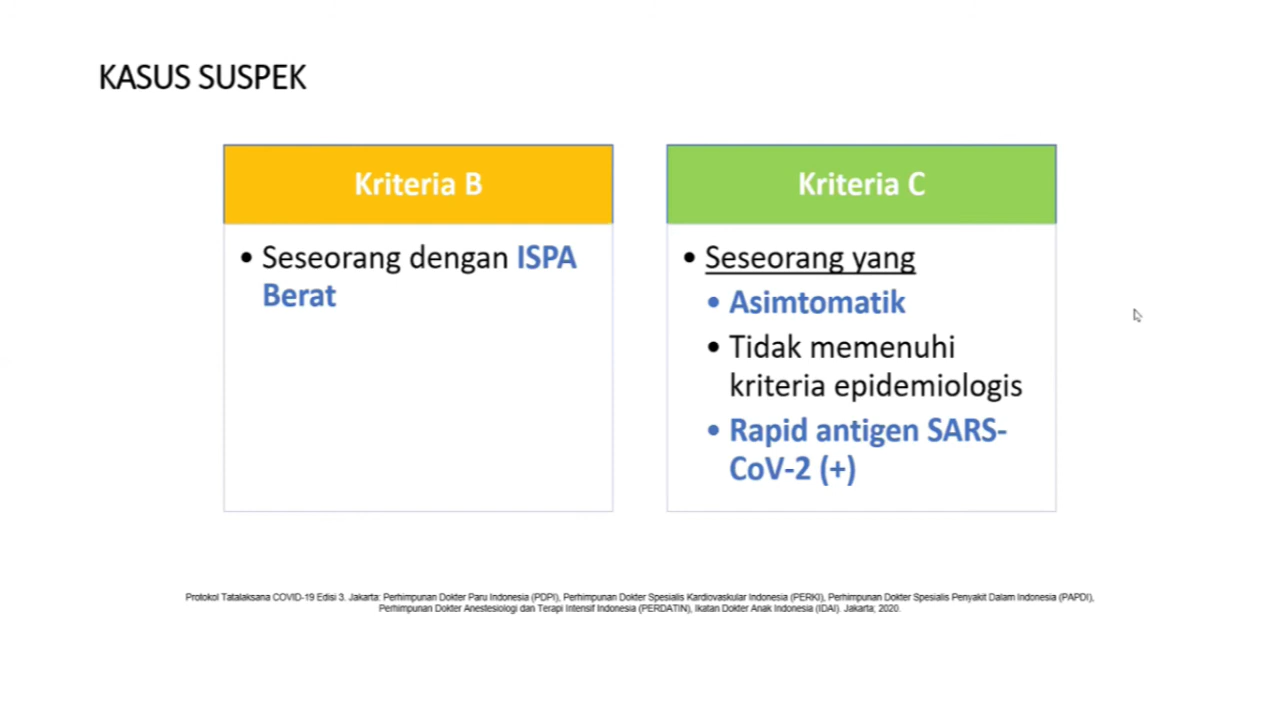 KASUS SUSPEK
Kriteria B
• Seseorang dengan ISPA
Berat
Kriteria C
• Seseorang yang
• Asimtomatik
• Tidak memenuhi
kriteria epidemiologis
• Rapid antigen SARS-
CoV-2 (+)
Protokol Tatalaksana COVID-19 Edisi 3. Jakarta: Perhimpunan Dokter Paru Indonesia (PDPI), Perhimpunan Dokter Spesialis Kardiovaskular Indonesia (PERKI), Perhimpunan Dokter Spesialis Penyakit Dalam Indonesia (PAPDI),
Perhimpunan Dokter Anestesiologi dan Terapi Intensif Indonesia (PERDATIN), Ikatan Dokter Anak Indonesia (IDAI). Jakarta; 2020.